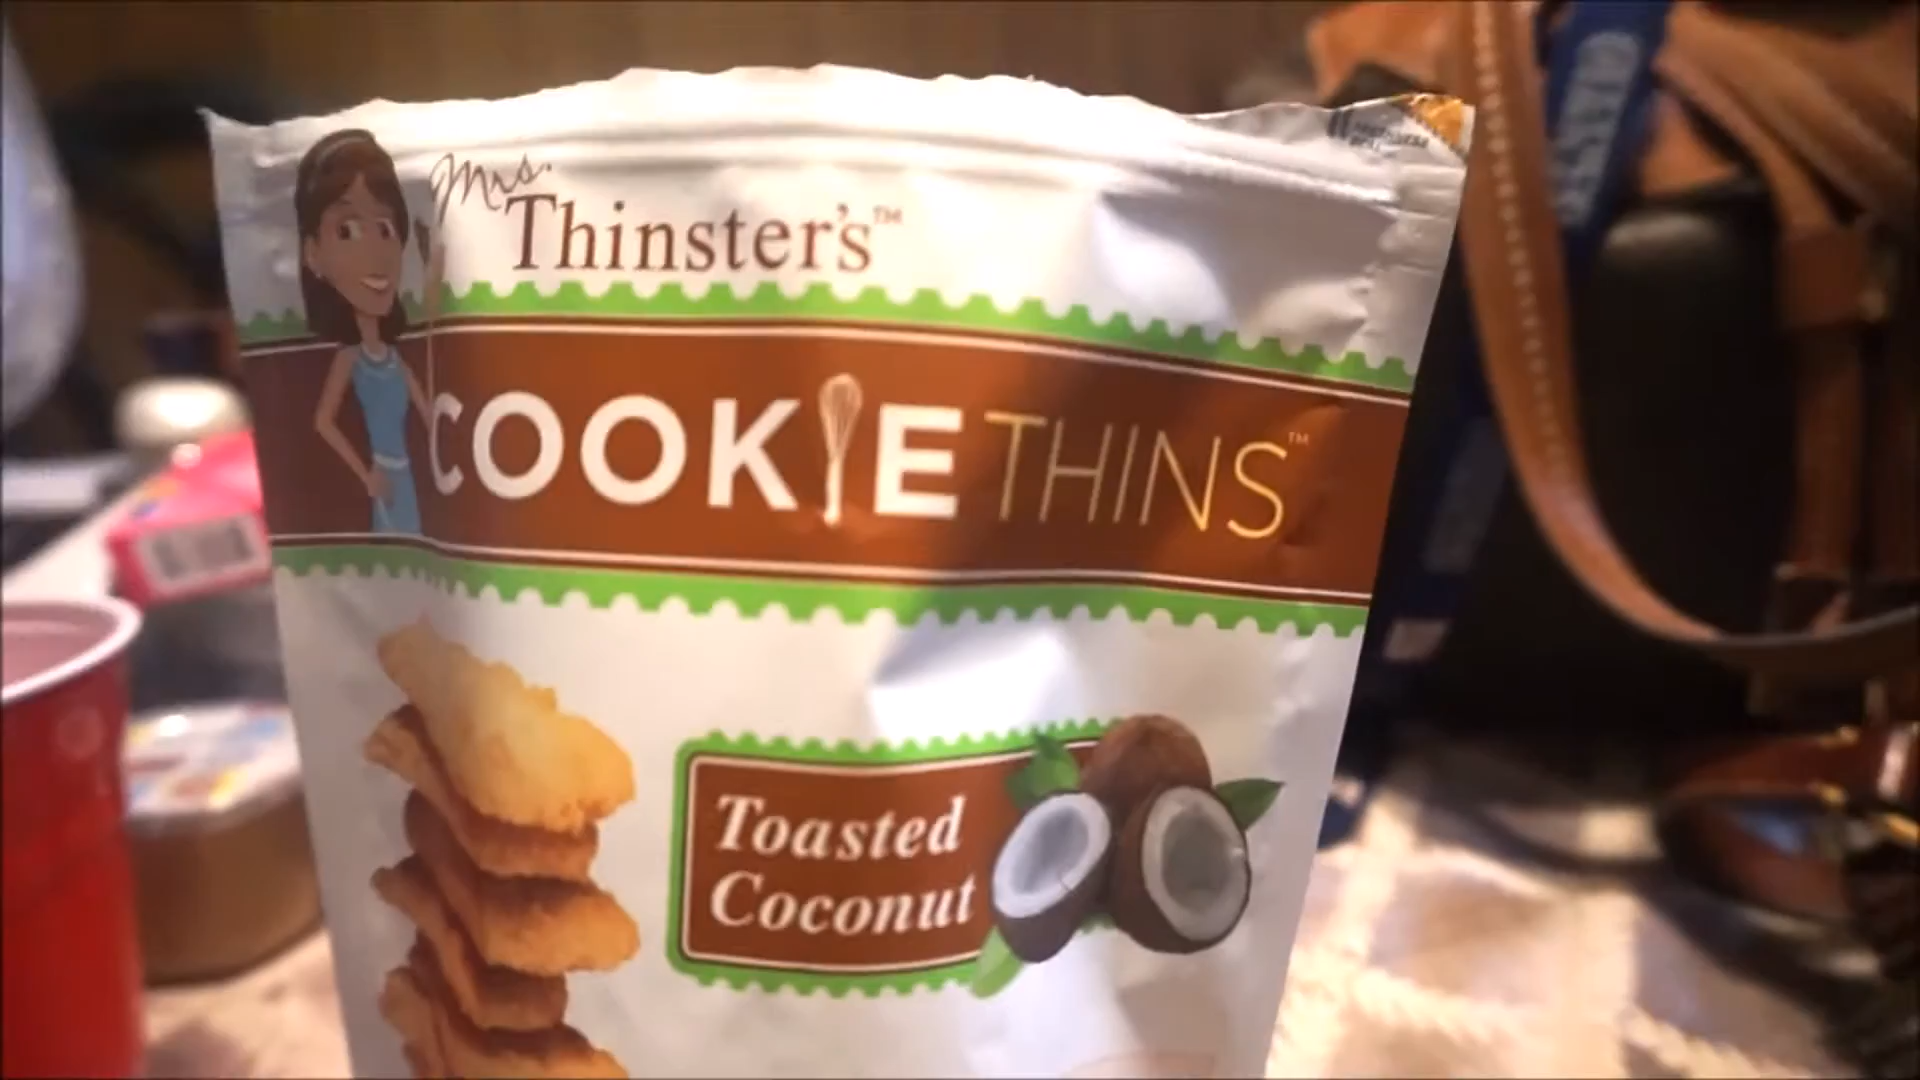 Mrs.
Thinster's™
COOKIE THINS™
Toasted
Coconut